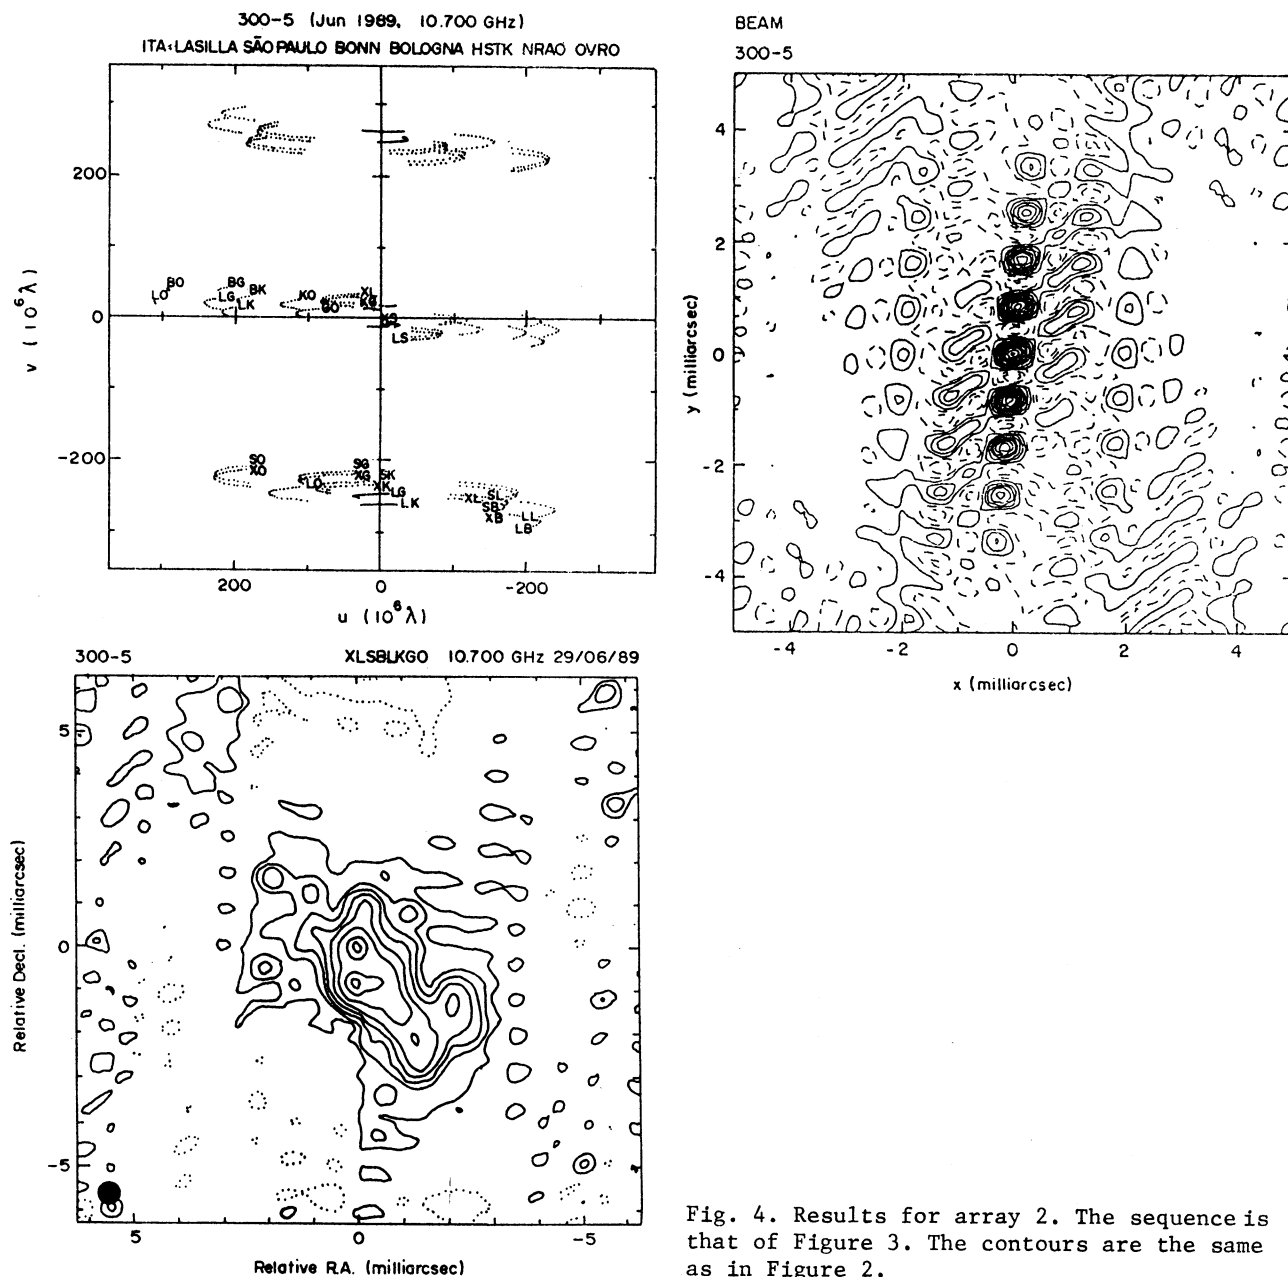 300-5 (Jun 1989, 10.700 GHz)
ITA:LASILLA SÃO PAULO BONN BOLOGNA HSTK NRAO OVRO
200
0
-200
200
0
-200
v (10⁶λ)
u (10⁶λ)
BO
LO
BG
BK
LG
LK
KO
GO
XL
KG
LS
SO
XO
LO
SG
XG
SK
XK
LG
LK
XL
SL
SB
XB
LL
LB
BEAM
300-5
4
2
0
-2
-4
-4
-2
0
2
4
y (milliarcsec)
x (milliarcsec)
300-5 XLSBLKGO 10.700 GHz 29/06/89
5
0
-5
5
0
-5
Relative Decl. (milliarcsec)
Relative R.A. (milliarcsec)
Fig. 4. Results for array 2. The sequence is
that of Figure 3. The contours are the same
as in Figure 2.